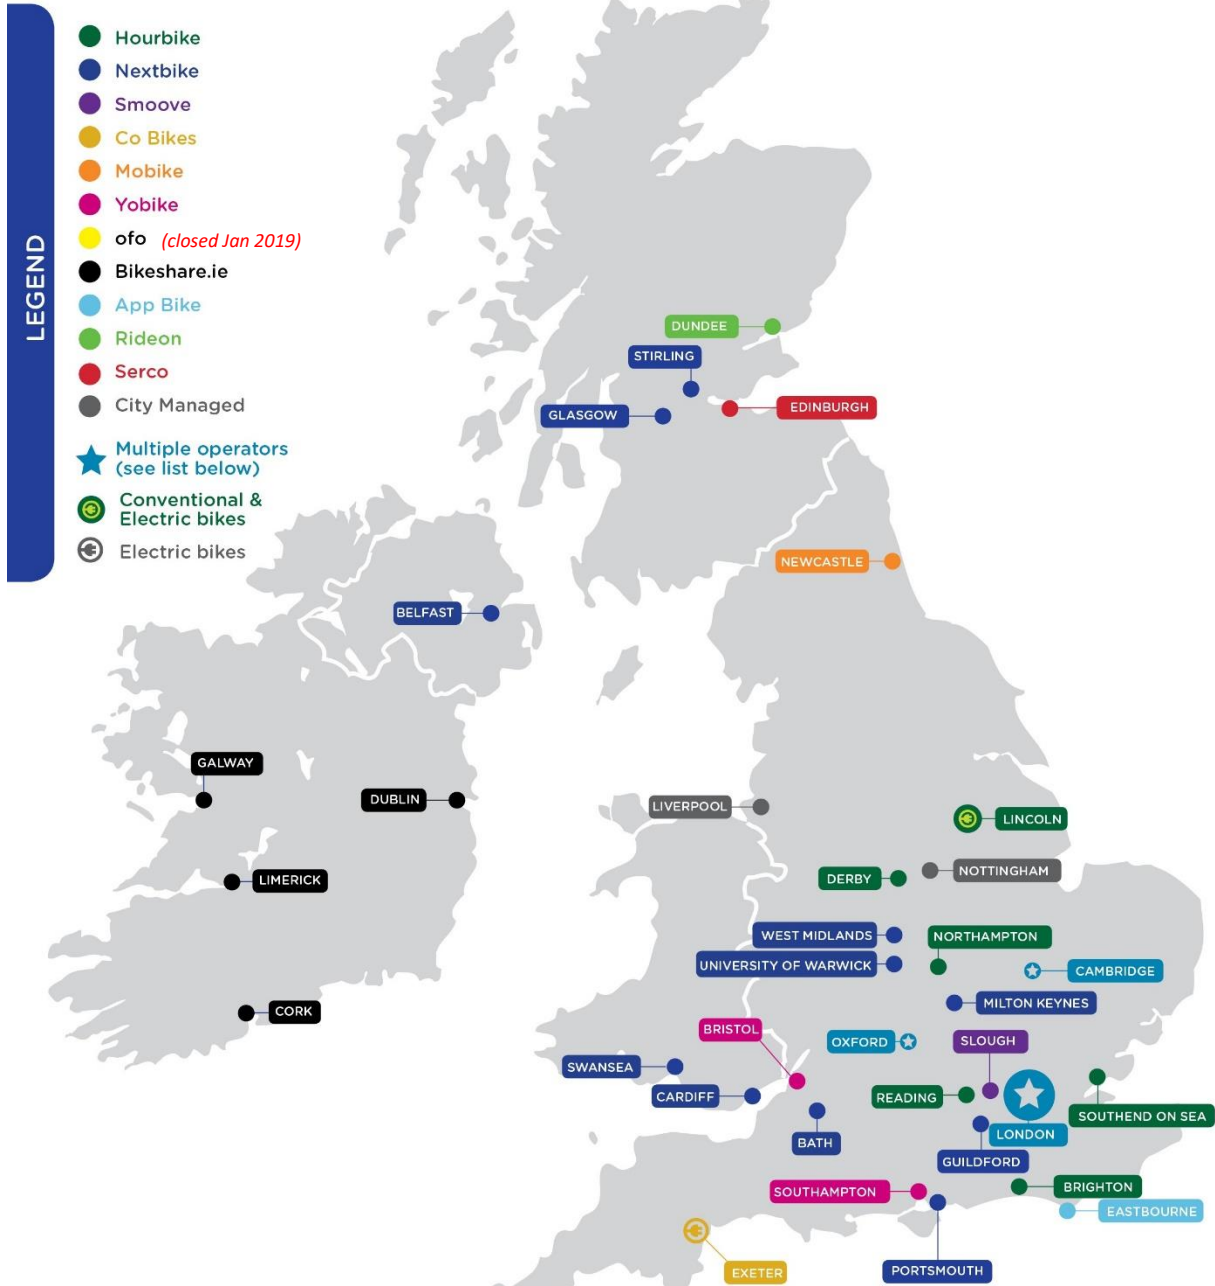 LEGEND
Hourbike
Nextbike
Smoove
Co Bikes
Mobike
Yobike
ofo (closed Jan 2019)
Bikeshare.ie
App Bike
Rideon
Serco
City Managed
Multiple operators
(see list below)
Conventional &
Electric bikes
Electric bikes
DUNDEE
STIRLING
GLASGOW
EDINBURGH
NEWCASTLE
BELFAST
GALWAY
DUBLIN
LIVERPOOL
LINCOLN
LIMERICK
DERBY
NOTTINGHAM
WEST MIDLANDS
NORTHAMPTON
UNIVERSITY OF WARWICK
CAMBRIDGE
CORK
MILTON KEYNES
BRISTOL
OXFORD
SLOUGH
SWANSEA
CARDIFF
READING
SOUTHEND ON SEA
LONDON
BATH
GUILDFORD
SOUTHAMPTON
BRIGHTON
EASTBOURNE
EXETER
PORTSMOUTH